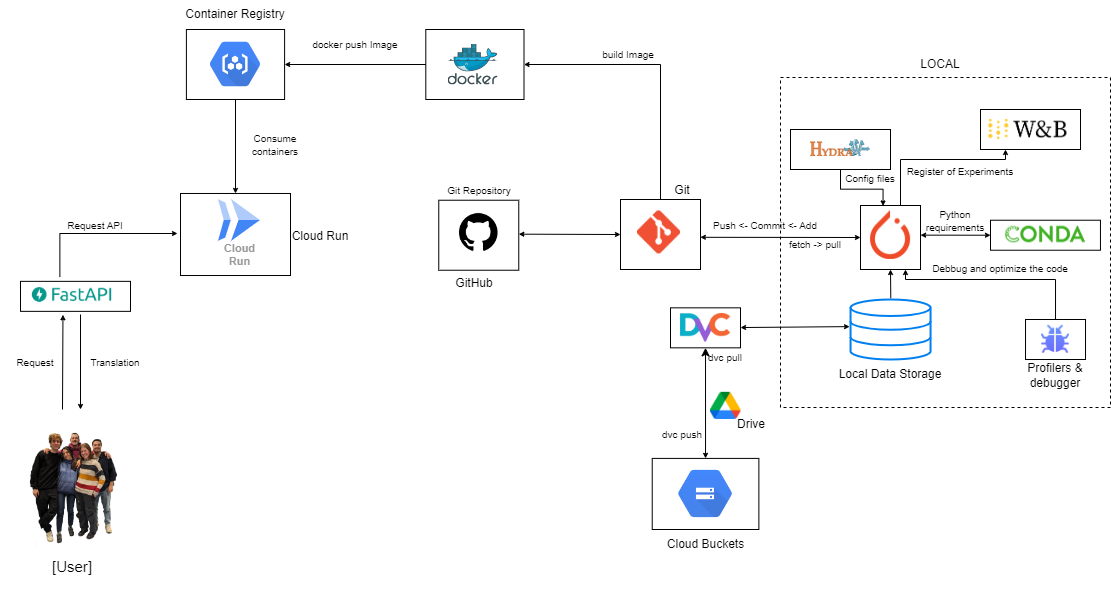 Container Registry
docker push Image
docker
build Image
LOCAL
Consume
containers
HYDRA
W&B
Config files
Register of Experiments
Git Repository
Git
Request API
Cloud
Run
Cloud Run
Push <- Commit <- Add
fetch -> pull
Python
requirements
CONDA
GitHub
Debbug and optimize the code
FastAPI
DVC
dvc pull
Request
Translation
Local Data Storage
Profilers &
debugger
Drive
dvc push
Cloud Buckets
[User]